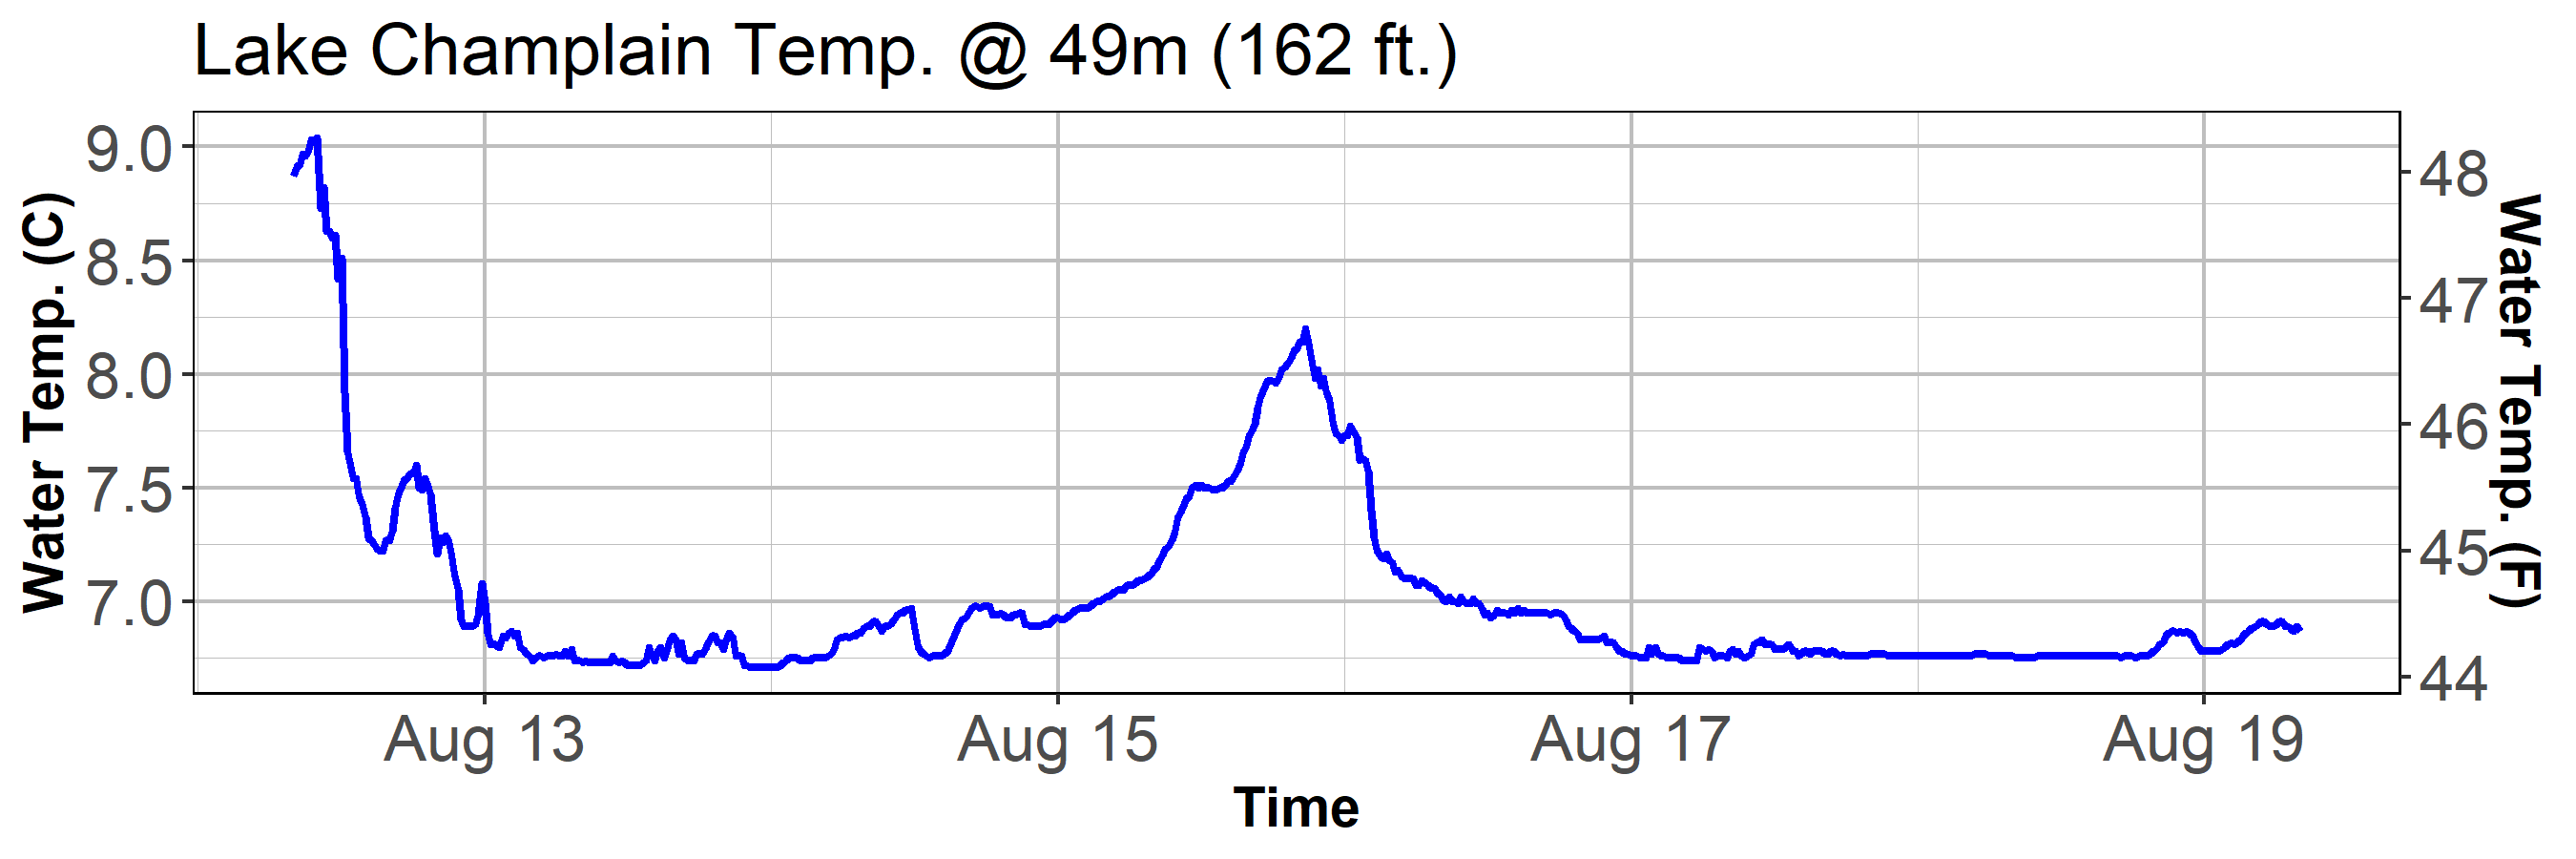 Lake Champlain Temp. @ 49m (162 ft.)
Water Temp. (C)
9.0
8.5
8.0
7.5
7.0
48
47
46
45
44
Water Temp. (F)
Aug 13 Aug 15 Aug 17 Aug 19
Time